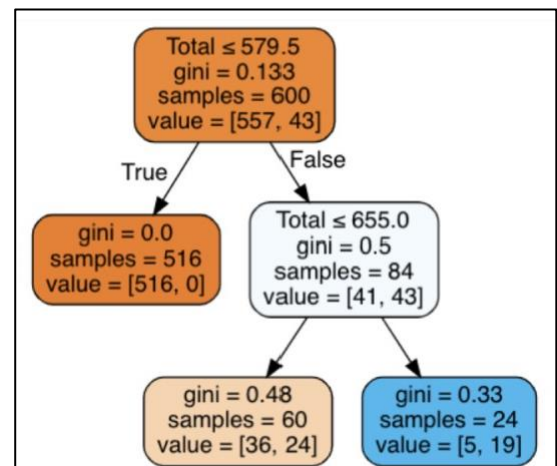 Total ≤ 579.5
gini = 0.133
samples = 600
value = [557, 43]
True
False
gini = 0.0
samples = 516
value = [516, 0]
Total ≤ 655.0
gini = 0.5
samples = 84
value = [41, 43]
gini = 0.48
samples = 60
value = [36, 24]
gini = 0.33
samples = 24
value = [5, 19]